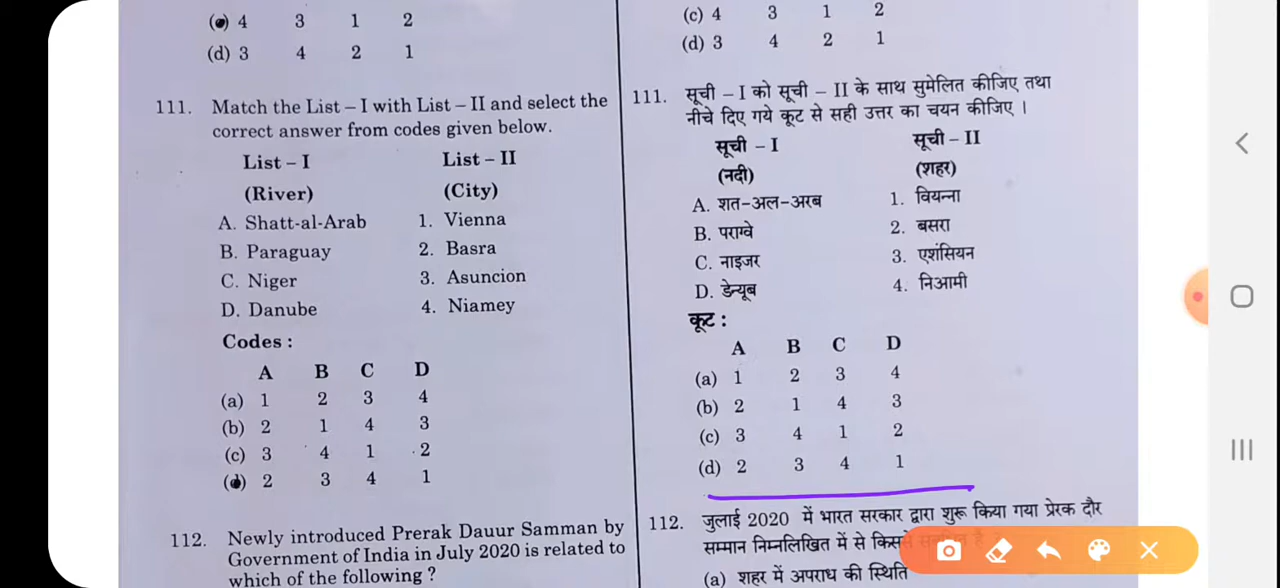 (c) 4 3 1 2
(d) 3 4 2 1
111. Match the List – I with List – II and select the
correct answer from codes given below.
List – I List – II
(River) (City)
A. Shatt-al-Arab 1. Vienna
B. Paraguay 2. Basra
C. Niger 3. Asuncion
D. Danube 4. Niamey
Codes :
A B C D
(a) 1 2 3 4
(b) 2 1 4 3
(c) 3 4 1 2
(d) 2 3 4 1
112. Newly introduced Prerak Dauur Samman by
Government of India in July 2020 is related to
which of the following ?
(c) 4 3 1 2
(d) 3 4 2 1
111. सूची – I को सूची – II के साथ सुमेलित कीजिए तथा
नीचे दिए गये कूट से सही उत्तर का चयन कीजिए ।
सूची – I सूची – II
(नदी) (शहर)
A. शत-अल-अरब 1. वियन्ना
B. पराग्वे 2. बसरा
C. नाइजर 3. एशंसियन
D. डेन्यूब 4. निआमी
कूट :
A B C D
(a) 1 2 3 4
(b) 2 1 4 3
(c) 3 4 1 2
(d) 2 3 4 1
112. जुलाई 2020 में भारत सरकार द्वारा शुरू किया गया प्रेरक दौर
सम्मान निम्नलिखित में से
(a) शहर में अपराध की स्थिति